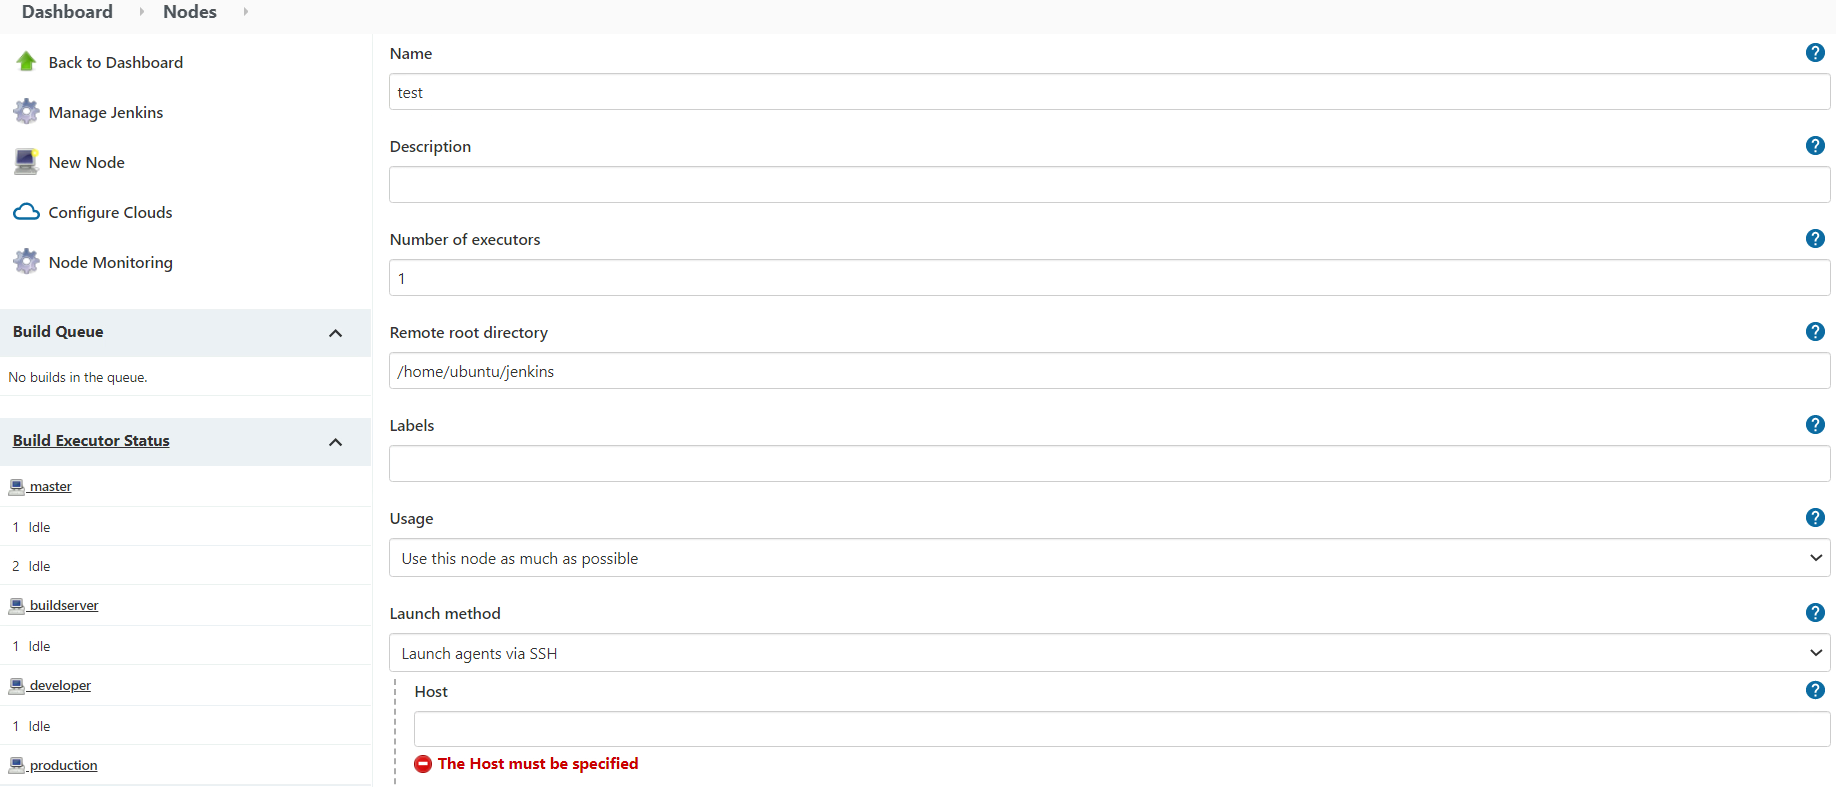 Dashboard
Nodes
Back to Dashboard
Manage Jenkins
New Node
Configure Clouds
Node Monitoring
Build Queue
No builds in the queue.
Build Executor Status
master
1 Idle
2 Idle
buildserver
1 Idle
developer
1 Idle
production
Name
?
test
Description
?
Number of executors
?
1
Remote root directory
?
/home/ubuntu/jenkins
Labels
?
Usage
?
Use this node as much as possible
Launch method
?
Launch agents via SSH
Host
?
The Host must be specified